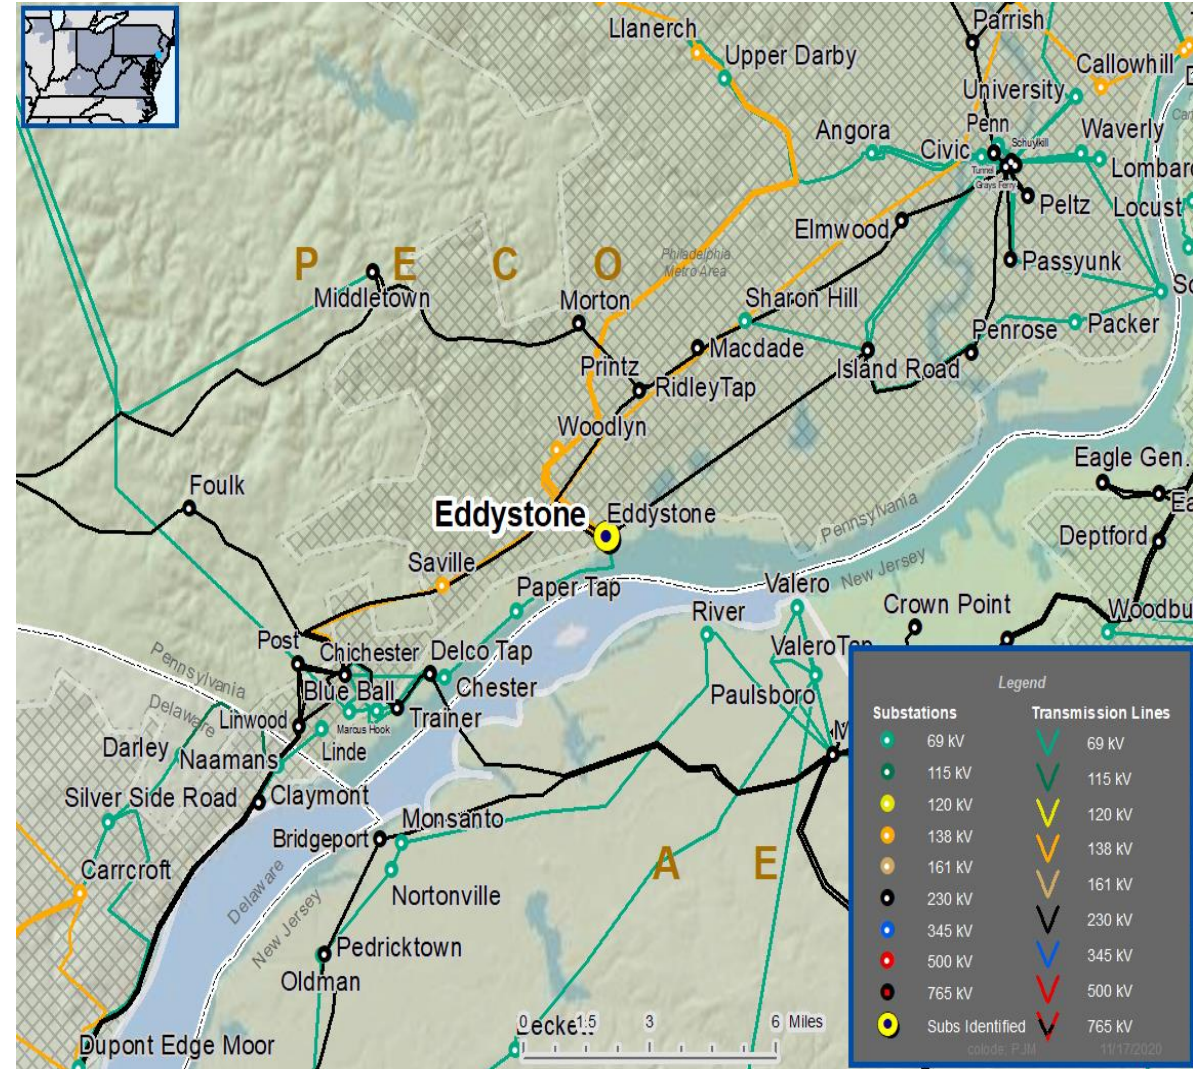 Parrish
Llanerch
Upper Darby
Callowhill
University
Penn
Angora
Civic
Schuylkill
Waverly
Tunnel
Lombard
Grays Ferry
Peltz
Locust
Elmwood
Passyunk
P E C O
Philadelphia
Metro Area
Middletown
Morton
Sharon Hill
Penrose
Packer
Macdade
Printz
Island Road
RidleyTap
Woodlyn
Eagle Gen.
Foulk
Eddystone
Eddystone
Pennsylvania
Deptford
Saville
New Jersey
Paper Tap
Valero
River
Crown Point
Woodbu
Post
Chichester
Delco Tap
ValeroTap
Pennsylvania
Blue Ball
Chester
Paulsboro
Delaware
Linwood
Marcus Hook
Trainer
Darley
Naamans
Linde
Silver Side Road
Claymont
Bridgeport
Monsanto
Carrcroft
A E
Delaware
New Jersey
Nortonville
Pedricktown
Oldman
Beckett
Dupont Edge Moor
0 1.5 3 6 Miles
Legend
Substations Transmission Lines
69 kV 69 kV
115 kV 115 kV
120 kV 120 kV
138 kV 138 kV
161 kV 161 kV
230 kV 230 kV
345 kV 345 kV
500 kV 500 kV
765 kV 765 kV
Subs Identified
colode: PJM 11/17/2020